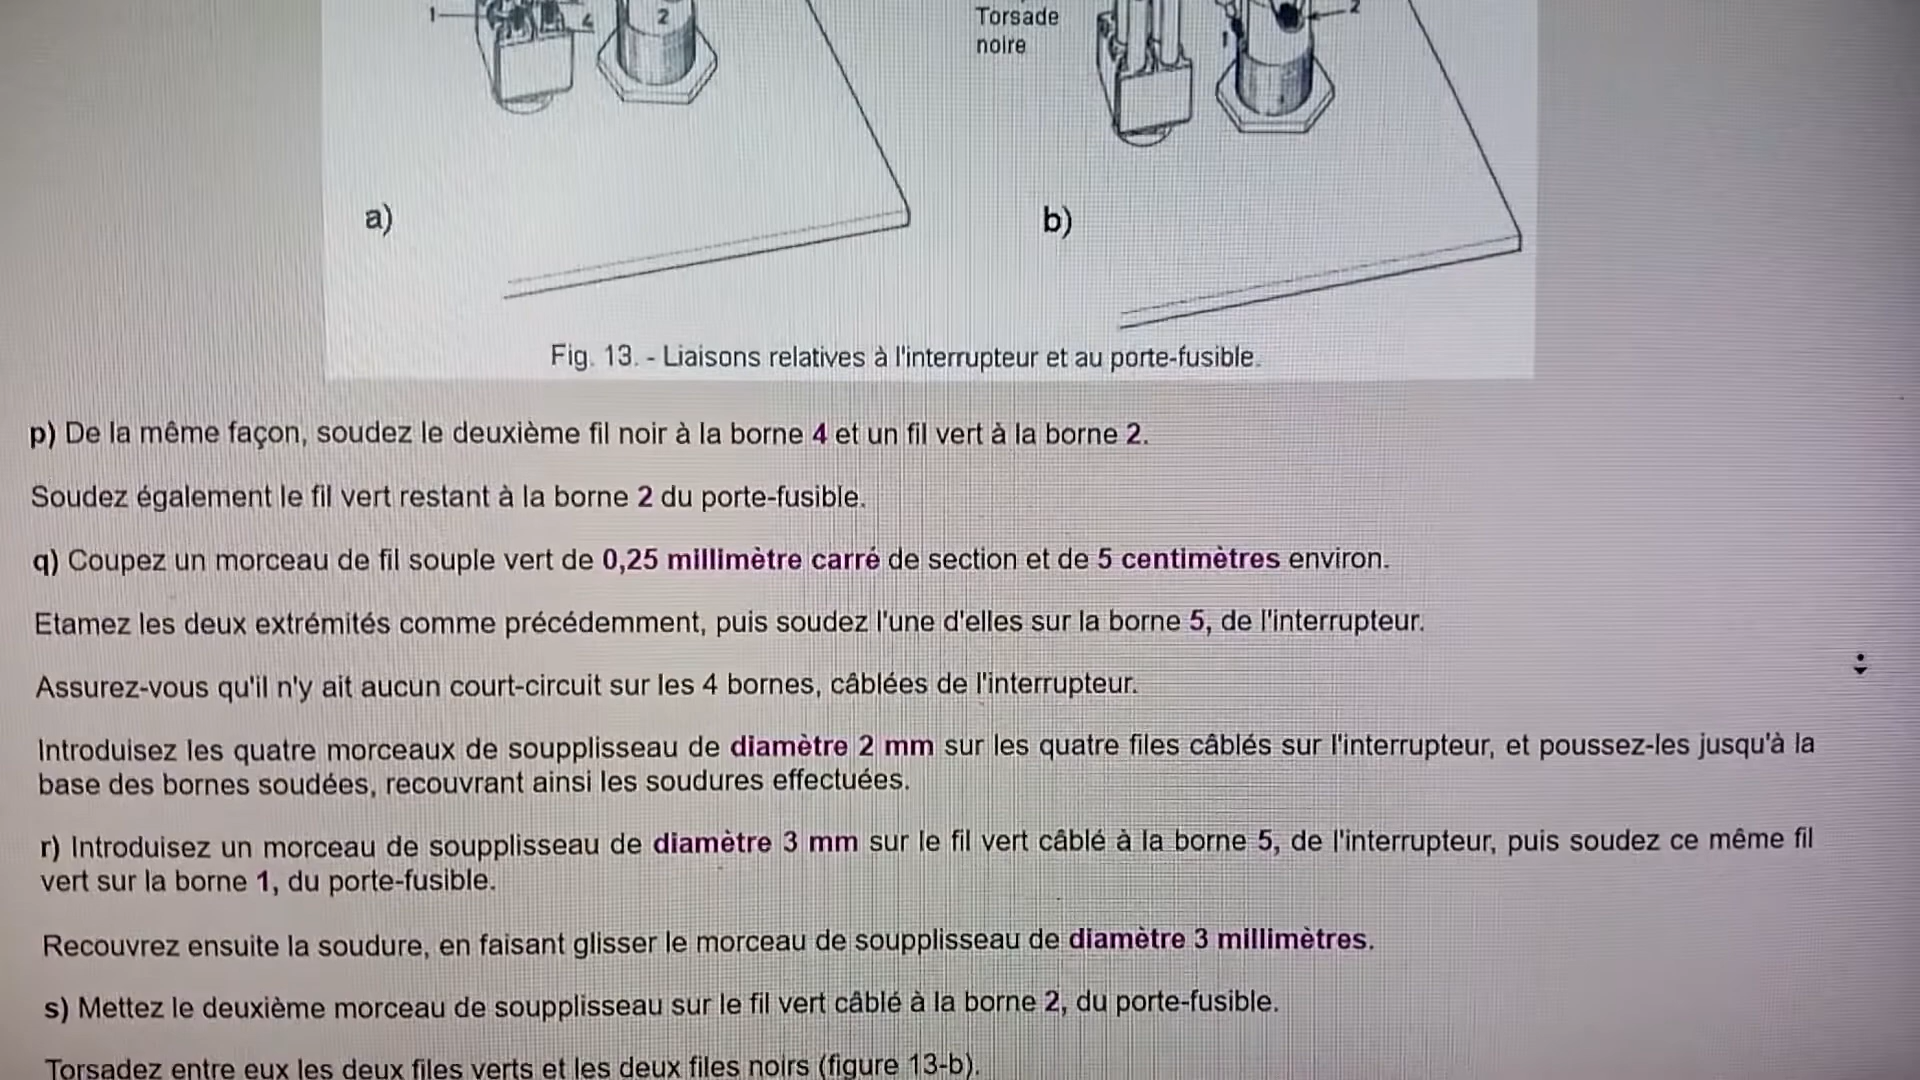 1
4
2
Torsade
noire
2
1
a)
b)
Fig. 13. - Liaisons relatives à l'interrupteur et au porte-fusible.
p) De la même façon, soudez le deuxième fil noir à la borne 4 et un fil vert à la borne 2.
Soudez également le fil vert restant à la borne 2 du porte-fusible.
q) Coupez un morceau de fil souple vert de 0,25 millimètre carré de section et de 5 centimètres environ.
Etamez les deux extrémités comme précédemment, puis soudez l'une d'elles sur la borne 5, de l'interrupteur.
Assurez-vous qu'il n'y ait aucun court-circuit sur les 4 bornes, câblées de l'interrupteur.
Introduisez les quatre morceaux de soupplisseau de diamètre 2 mm sur les quatre files câblés sur l'interrupteur, et poussez-les jusqu'à la
base des bornes soudées, recouvrant ainsi les soudures effectuées.
r) Introduisez un morceau de soupplisseau de diamètre 3 mm sur le fil vert câblé à la borne 5, de l'interrupteur, puis soudez ce même fil
vert sur la borne 1, du porte-fusible.
Recouvrez ensuite la soudure, en faisant glisser le morceau de soupplisseau de diamètre 3 millimètres.
s) Mettez le deuxième morceau de soupplisseau sur le fil vert câblé à la borne 2, du porte-fusible.
Torsadez entre eux les deux files verts et les deux files noirs (figure 13-b).